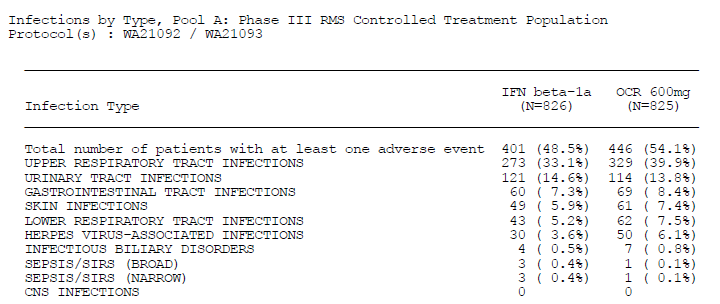 Infections by Type, Pool A: Phase III RMS Controlled Treatment Population
Protocol(s) : WA21092 / WA21093
IFN beta-1a OCR 600mg
Infection Type (N=826) (N=825)
Total number of patients with at least one adverse event 401 (48.5%) 446 (54.1%)
UPPER RESPIRATORY TRACT INFECTIONS 273 (33.1%) 329 (39.9%)
URINARY TRACT INFECTIONS 121 (14.6%) 114 (13.8%)
GASTROINTESTINAL TRACT INFECTIONS 60 ( 7.3%) 69 ( 8.4%)
SKIN INFECTIONS 49 ( 5.9%) 61 ( 7.4%)
LOWER RESPIRATORY TRACT INFECTIONS 43 ( 5.2%) 62 ( 7.5%)
HERPES VIRUS-ASSOCIATED INFECTIONS 30 ( 3.6%) 50 ( 6.1%)
INFECTIOUS BILIARY DISORDERS 4 ( 0.5%) 7 ( 0.8%)
SEPSIS/SIRS (BROAD) 3 ( 0.4%) 1 ( 0.1%)
SEPSIS/SIRS (NARROW) 3 ( 0.4%) 1 ( 0.1%)
CNS INFECTIONS 0 0